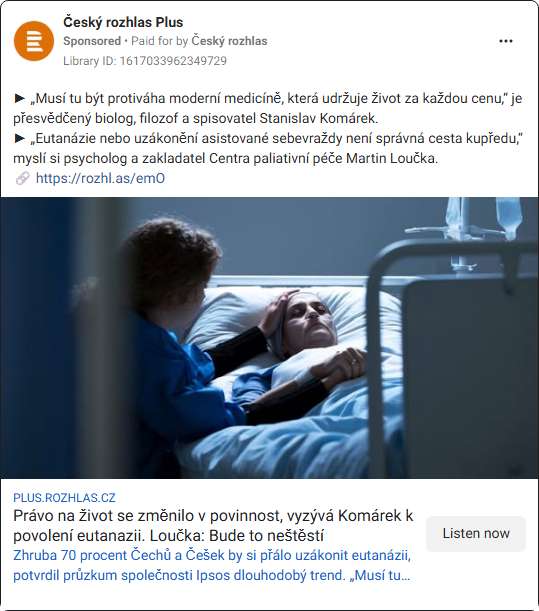 Český rozhlas Plus
Sponsored • Paid for by Český rozhlas
Library ID: 1617033962349729
► „Musí tu být protiváha moderní medicíně, která udržuje život za každou cenu,“ je
přesvědčený biolog, filozof a spisovatel Stanislav Komárek.
► „Eutanázie nebo uzákonění asistované sebevraždy není správná cesta kupředu,“
myslí si psycholog a zakladatel Centra paliativní péče Martin Loučka.
🔗 https://rozhl.as/emO
PLUS.ROZHLAS.CZ
Právo na život se změnilo v povinnost, vyzývá Komárek k
povolení eutanazii. Loučka: Bude to neštěstí
Listen now
Zhruba 70 procent Čechů a Češek by si přálo uzákonit eutanázii,
potvrdil průzkum společnosti Ipsos dlouhodobý trend. „Musí tu...